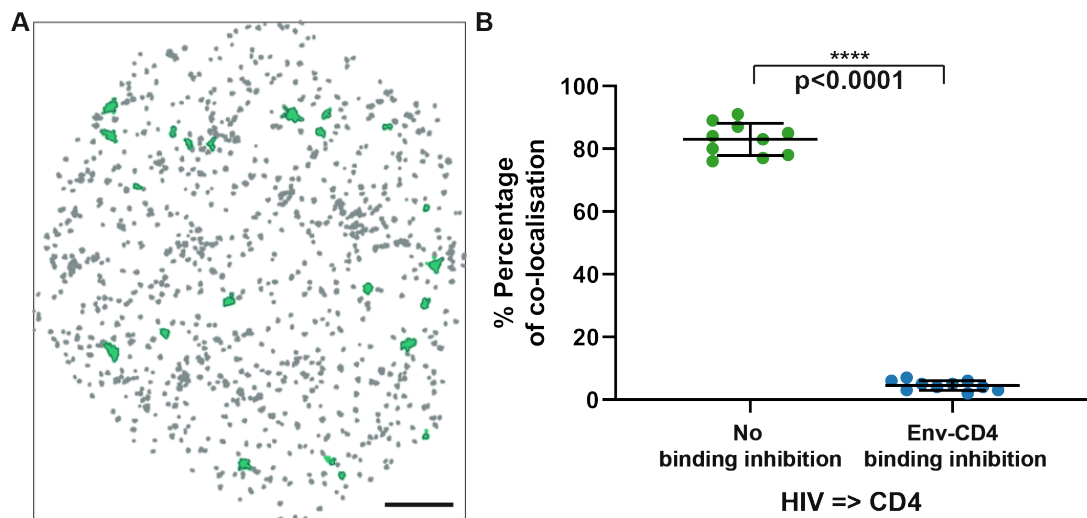 A
B
****
p<0.0001
100
80
60
40
20
0
% Percentage
of co-localisation
No
binding inhibition
Env-CD4
binding inhibition
HIV => CD4